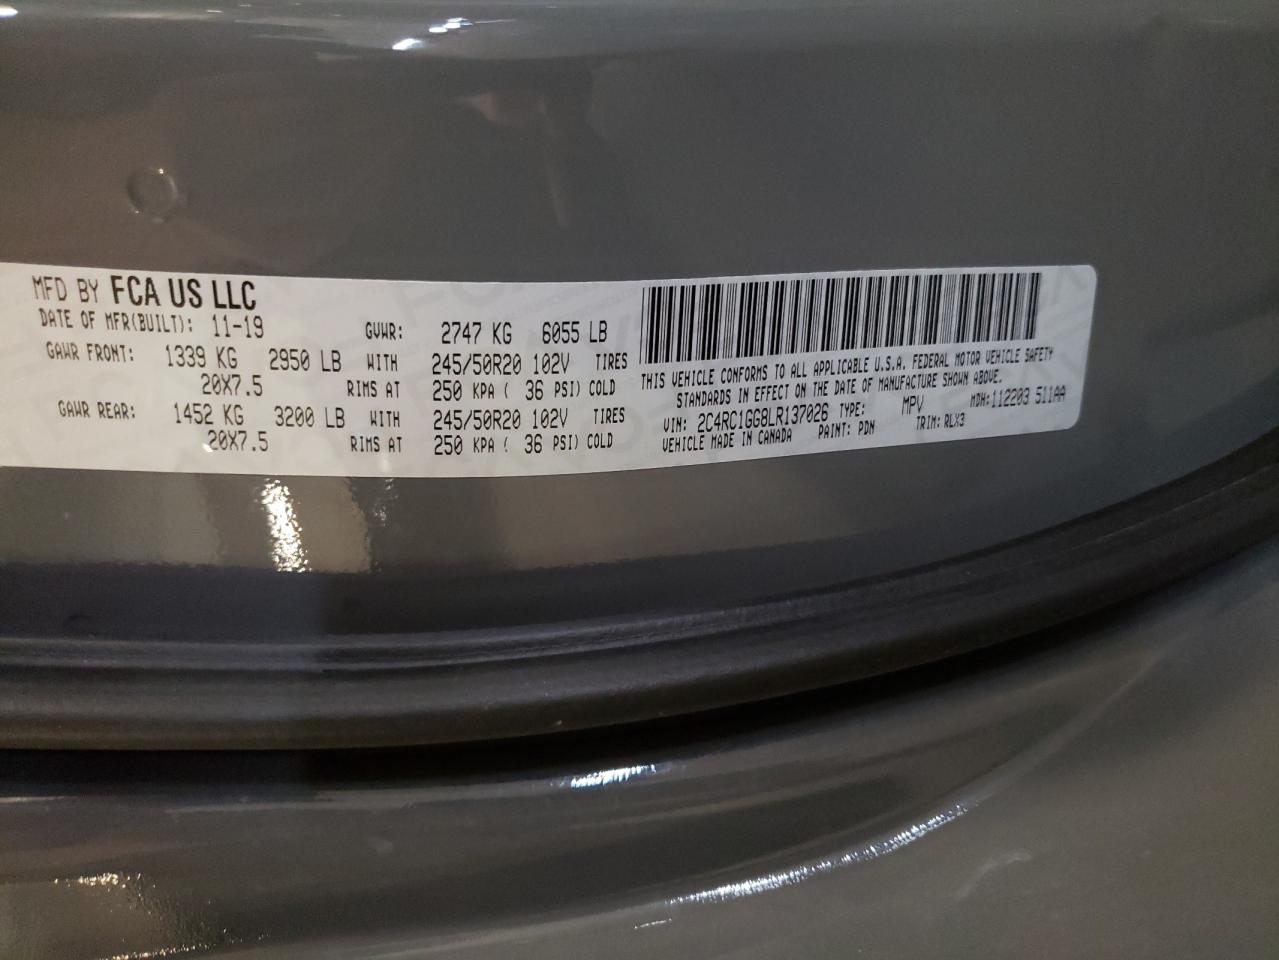 MFD BY FCA US LLC
DATE OF MFR(BUILT): 11-19 GVWR: 2747 KG 6055 LB
GAWR FRONT: 1339 KG 2950 LB WITH 245/50R20 102V TIRES
20X7.5 RIMS AT 250 KPA ( 36 PSI) COLD
GAWR REAR: 1452 KG 3200 LB WITH 245/50R20 102V TIRES
20X7.5 RIMS AT 250 KPA ( 36 PSI) COLD
THIS VEHICLE CONFORMS TO ALL APPLICABLE U.S.A. FEDERAL MOTOR VEHICLE SAFETY
STANDARDS IN EFFECT ON THE DATE OF MANUFACTURE SHOWN ABOVE.
VIN: 2C4RC1GG8LR137026 TYPE: MPV MDH: 112203 511AA
VEHICLE MADE IN CANADA PAINT: PDN TRIM: RLX3